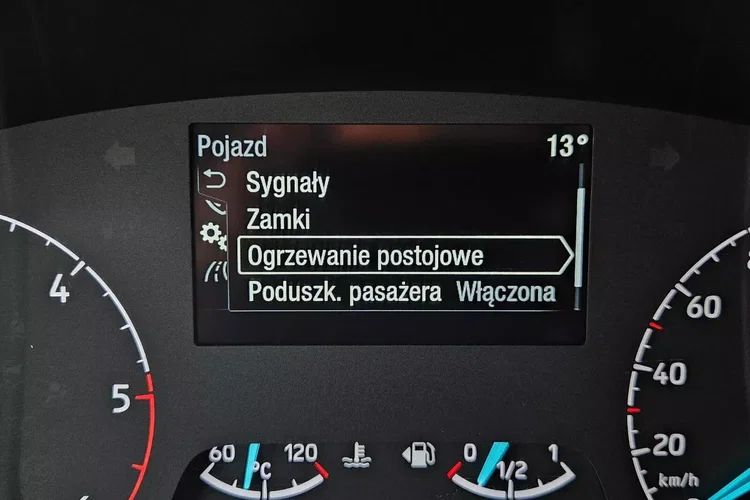 Pojazd 13°
Sygnały
Zamki
Ogrzewanie postojowe
Poduszk. pasażera Włączona
4
5
60
40
20
km/h
60 120
°C
0 1/2 1